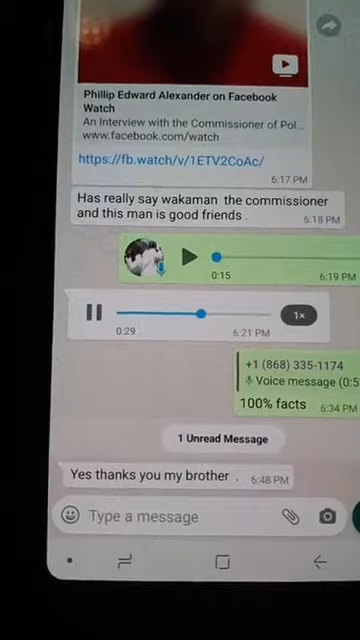 Phillip Edward Alexander on Facebook
Watch
An Interview with the Commissioner of Pol...
www.facebook.com/watch
https://fb.watch/v/1ETV2CoAc/
6:17 PM
Has really say wakaman the commissioner
and this man is good friends .
6:18 PM
0:15
6:19 PM
1×
0:29
6:21 PM
+1 (868) 335-1174
Voice message (0:5
100% facts
6:34 PM
1 Unread Message
Yes thanks you my brother .
6:48 PM
Type a message